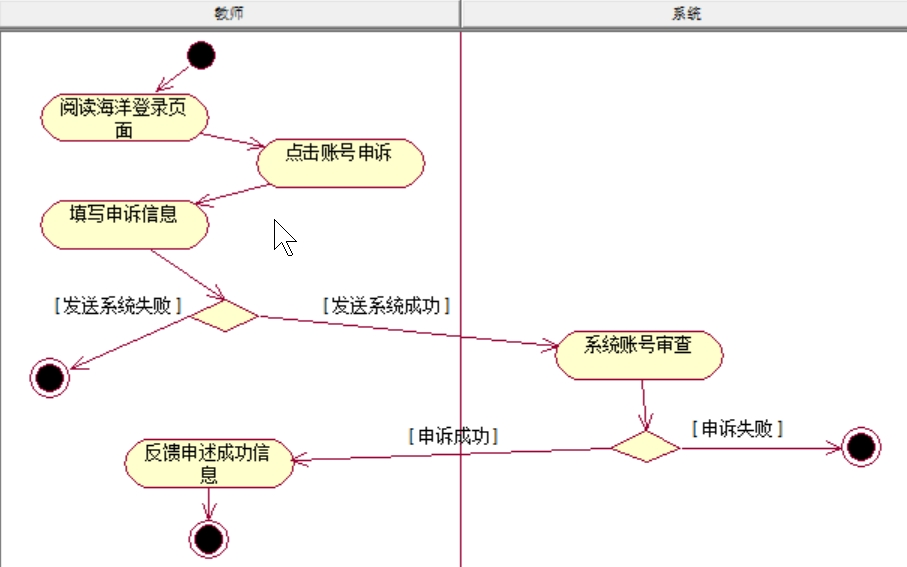 教师
系统
阅读海洋登录页
面
点击账号申诉
填写申诉信息
[发送系统失败]
[发送系统成功]
系统账号审查
[申诉成功]
[申诉失败]
反馈申述成功信
息